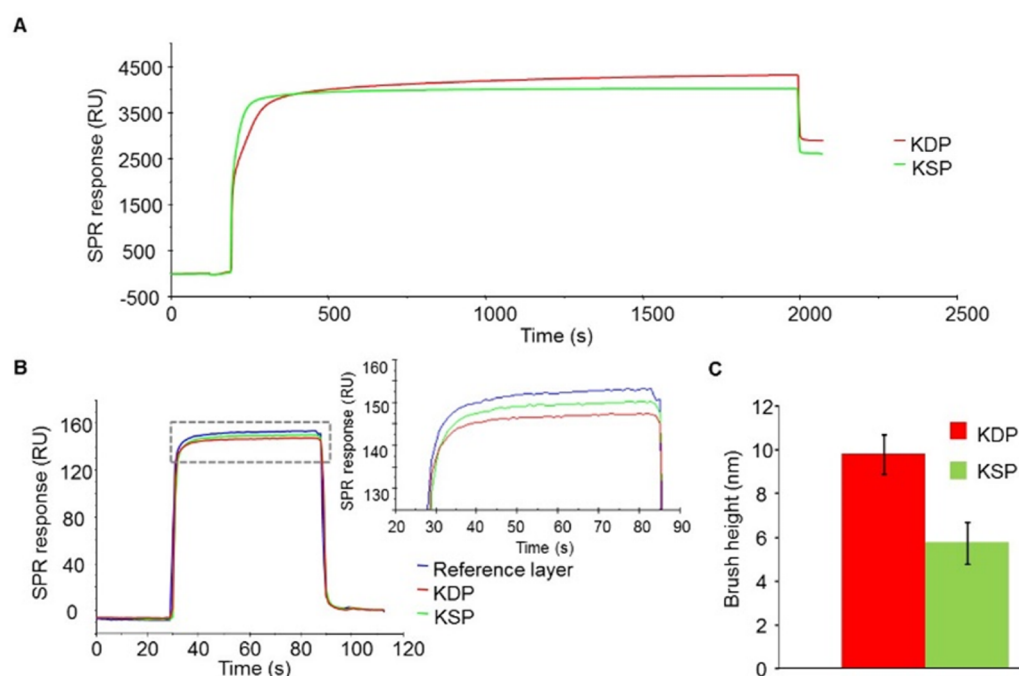 A
SPR response (RU)
4500
3500
2500
1500
500
-500
0 500 1000 1500 2000 2500
Time (s)
KDP
KSP
B
SPR response (RU)
160
120
80
40
0
0 20 40 60 80 100 120
Time (s)
SPR response (RU)
160
150
140
130
20 30 40 50 60 70 80 90
Time (s)
Reference layer
KDP
KSP
C
Brush height (nm)
12
10
8
6
4
2
0
KDP
KSP